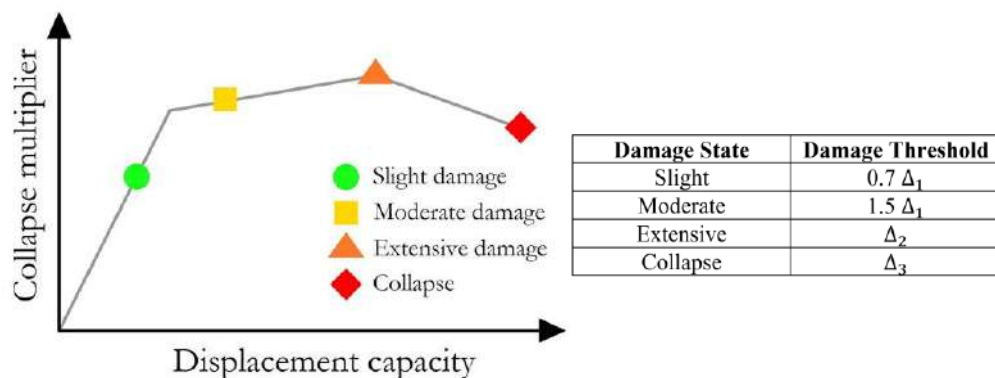 Collapse multiplier
Slight damage
Moderate damage
Extensive damage
Collapse
Displacement capacity
Damage State Damage Threshold
Slight 0.7 Δ₁
Moderate 1.5 Δ₁
Extensive Δ₂
Collapse Δ₃